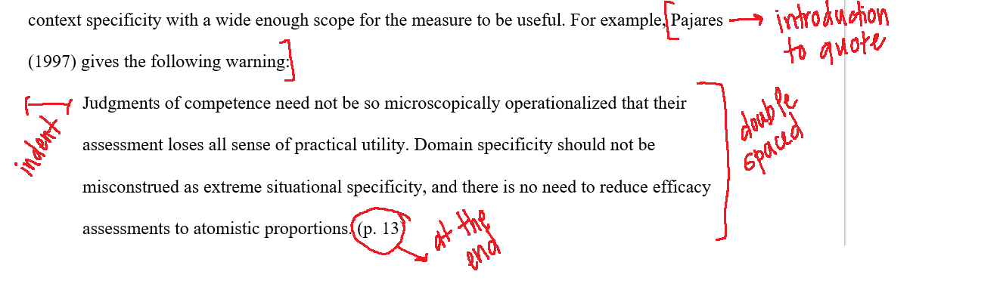 context specificity with a wide enough scope for the measure to be useful. For example, Pajares
introduction
to quote
(1997) gives the following warning:
indent
Judgments of competence need not be so microscopically operationalized that their
assessment loses all sense of practical utility. Domain specificity should not be
misconstrued as extreme situational specificity, and there is no need to reduce efficacy
assessments to atomistic proportions. (p. 13)
double
spaced
at the
end